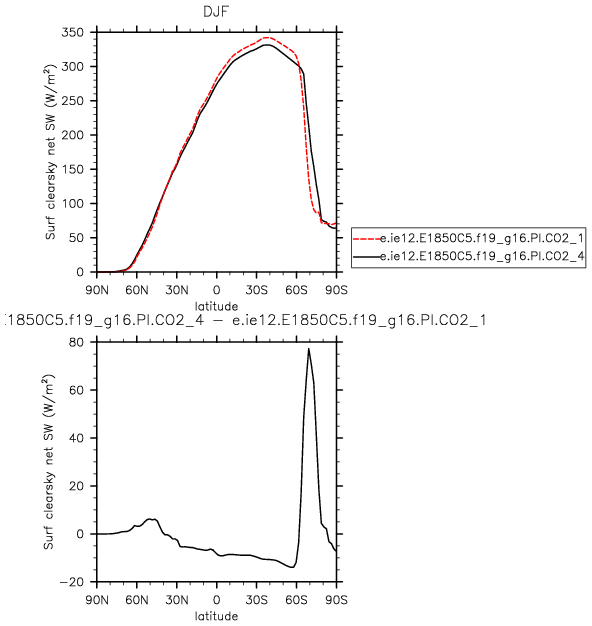 DJF
Surf clearsky net SW (W/m²)
350
300
250
200
150
100
50
0
90N 60N 30N 0 30S 60S 90S
latitude
e.ie12.E1850C5.f19_g16.PI.CO2_1
e.ie12.E1850C5.f19_g16.PI.CO2_4
:1850C5.f19_g16.PI.CO2_4 − e.ie12.E1850C5.f19_g16.PI.CO2_1
Surf clearsky net SW (W/m²)
80
60
40
20
0
−20
90N 60N 30N 0 30S 60S 90S
latitude